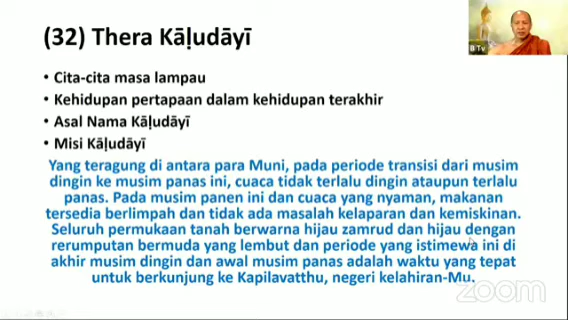 (32) Thera Kāḷudāyī
• Cita-cita masa lampau
• Kehidupan pertapaan dalam kehidupan terakhir
• Asal Nama Kāḷudāyī
• Misi Kāḷudāyī
Yang teragung di antara para Muni, pada periode transisi dari musim
dingin ke musim panas ini, cuaca tidak terlalu dingin ataupun terlalu
panas. Pada musim panen ini dan cuaca yang nyaman, makanan
tersedia berlimpah dan tidak ada masalah kelaparan dan kemiskinan.
Seluruh permukaan tanah berwarna hijau zamrud dan hijau dengan
rerumputan bermuda yang lembut dan periode yang istimewa ini di
akhir musim dingin dan awal musim panas adalah waktu yang tepat
untuk berkunjung ke Kapilavatthu, negeri kelahiran-Mu.
zoom